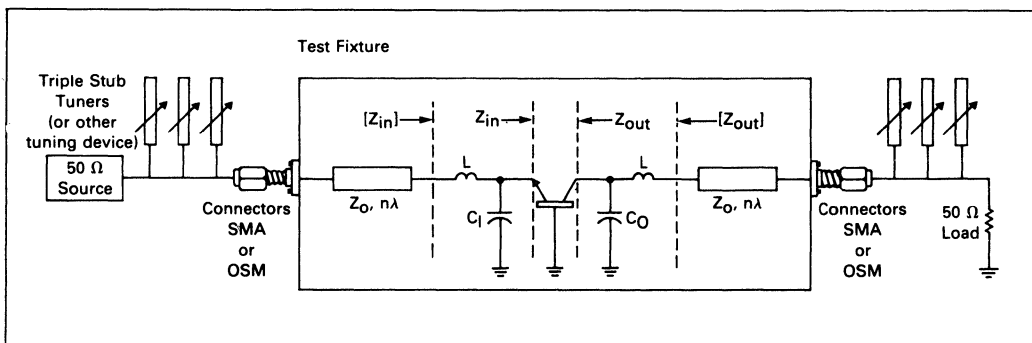 Test Fixture
Triple Stub
Tuners
(or other
tuning device)
50 Ω
Source
Connectors
SMA
or
OSM
[Zin]
Zin
Zout
[Zout]
L
L
Zo, nλ
CI
CO
Zo, nλ
Connectors
SMA
or
OSM
50 Ω
Load